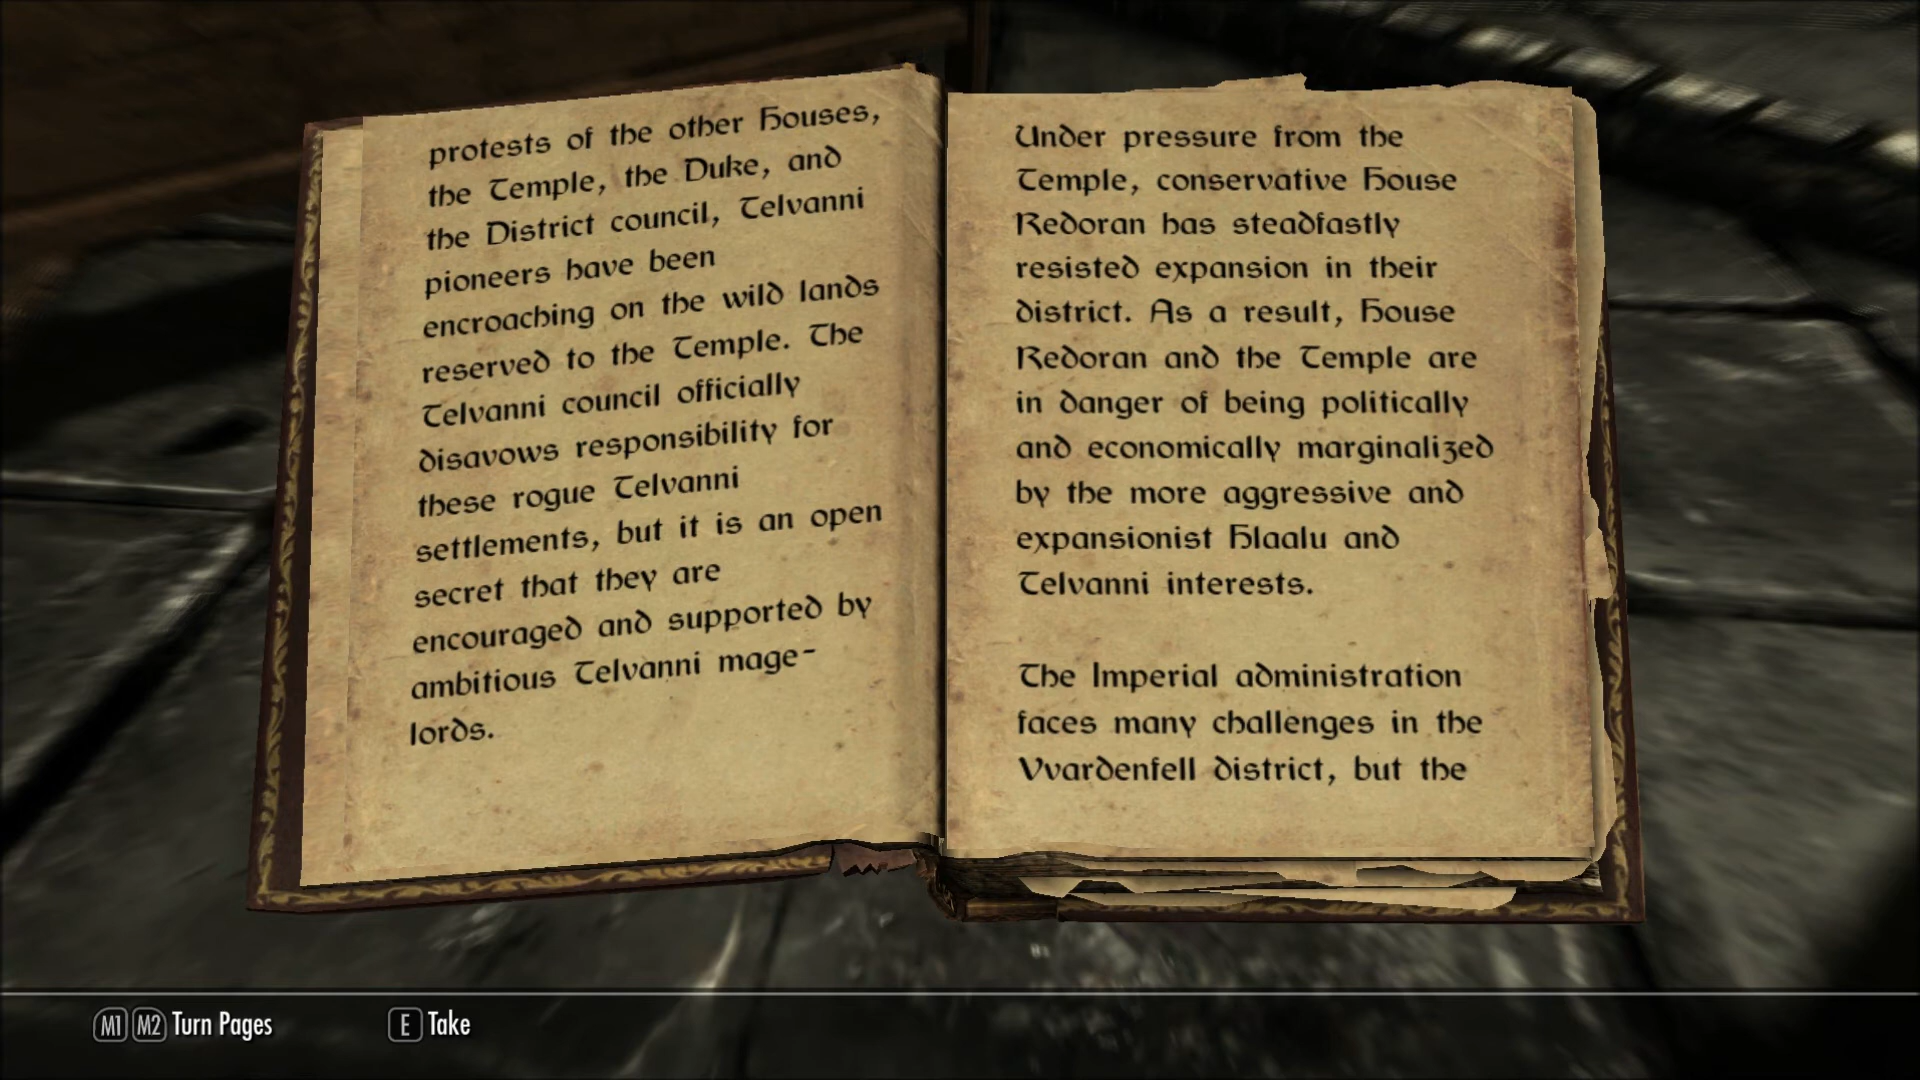 protests of the other Houses,
the Temple, the Duke, and
the District council, Telvanni
pioneers have been
encroaching on the wild lands
reserved to the Temple. The
Telvanni council officially
disavows responsibility for
these rogue Telvanni
settlements, but it is an open
secret that they are
encouraged and supported by
ambitious Telvanni mage-
lords.
Under pressure from the
Temple, conservative House
Redoran has steadfastly
resisted expansion in their
district. As a result, House
Redoran and the Temple are
in danger of being politically
and economically marginalized
by the more aggressive and
expansionist Hlaalu and
Telvanni interests.
The Imperial administration
faces many challenges in the
Vvardenfell district, but the
M1 M2 Turn Pages
E Take